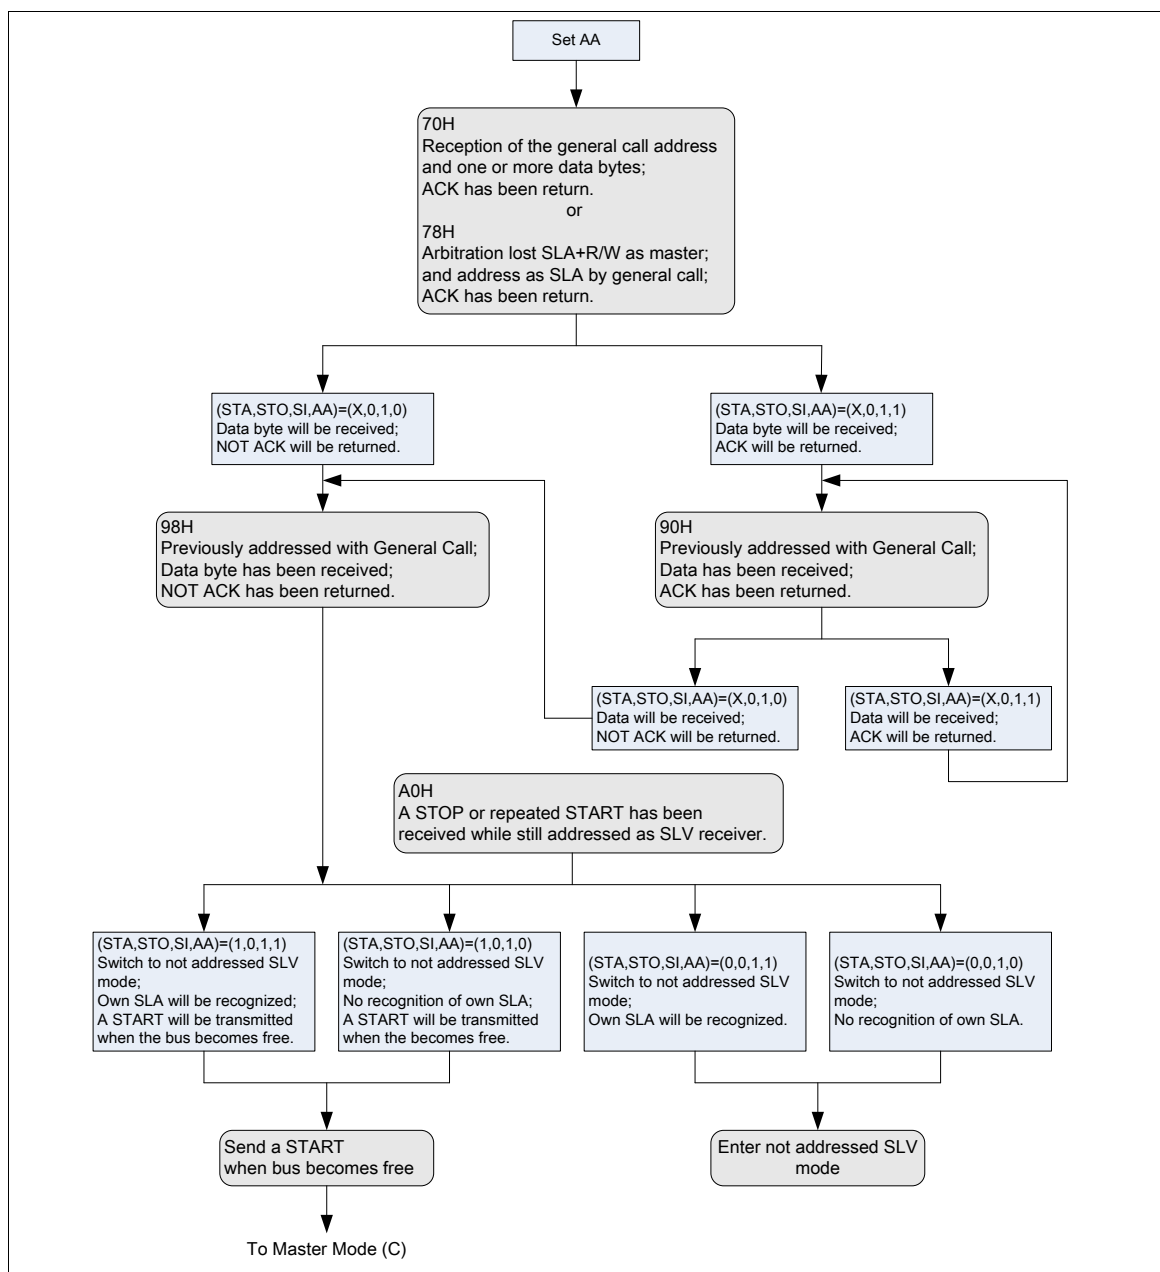 Set AA
70H
Reception of the general call address
and one or more data bytes;
ACK has been return.
or
78H
Arbitration lost SLA+R/W as master;
and address as SLA by general call;
ACK has been return.
(STA,STO,SI,AA)=(X,0,1,0)
Data byte will be received;
NOT ACK will be returned.
(STA,STO,SI,AA)=(X,0,1,1)
Data byte will be received;
ACK will be returned.
98H
Previously addressed with General Call;
Data byte has been received;
NOT ACK has been returned.
90H
Previously addressed with General Call;
Data has been received;
ACK has been returned.
(STA,STO,SI,AA)=(X,0,1,0)
Data will be received;
NOT ACK will be returned.
(STA,STO,SI,AA)=(X,0,1,1)
Data will be received;
ACK will be returned.
A0H
A STOP or repeated START has been
received while still addressed as SLV receiver.
(STA,STO,SI,AA)=(1,0,1,1)
Switch to not addressed SLV
mode;
Own SLA will be recognized;
A START will be transmitted
when the bus becomes free.
(STA,STO,SI,AA)=(1,0,1,0)
Switch to not addressed SLV
mode;
No recognition of own SLA;
A START will be transmitted
when the becomes free.
(STA,STO,SI,AA)=(0,0,1,1)
Switch to not addressed SLV
mode;
Own SLA will be recognized.
(STA,STO,SI,AA)=(0,0,1,0)
Switch to not addressed SLV
mode;
No recognition of own SLA.
Send a START
when bus becomes free
Enter not addressed SLV
mode
To Master Mode (C)